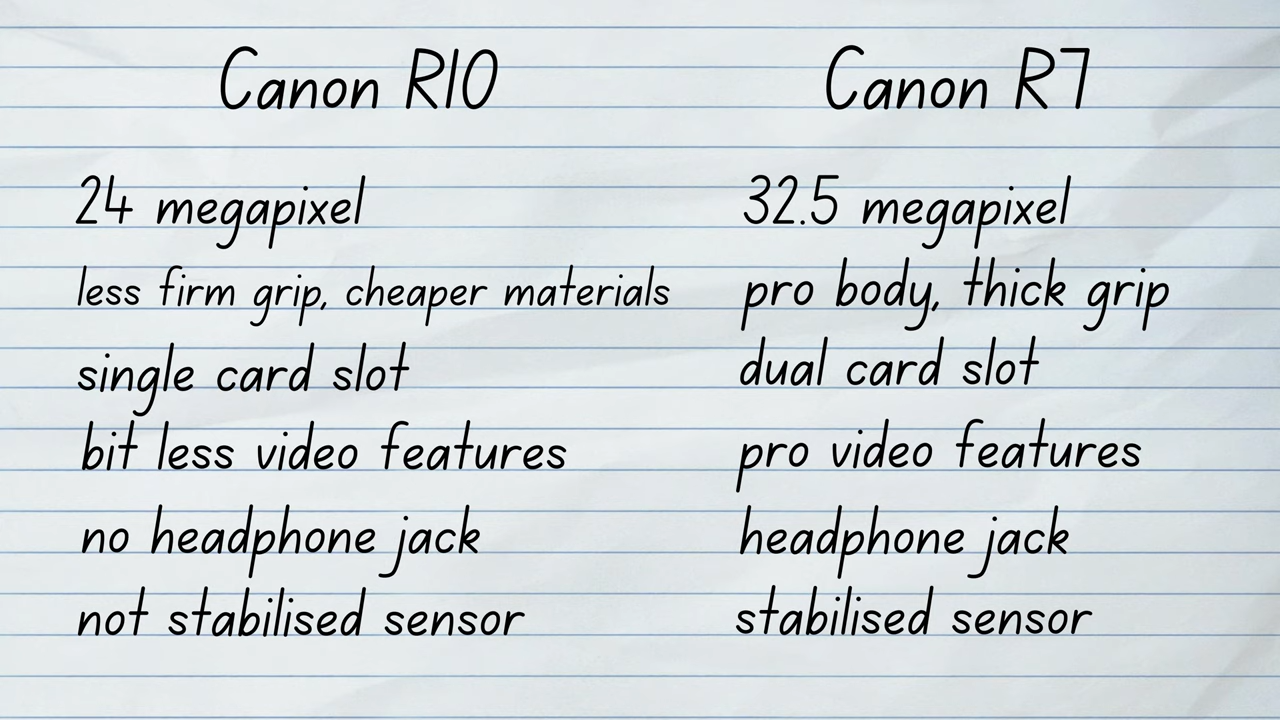 Canon R10
24 megapixel
less firm grip, cheaper materials
single card slot
bit less video features
no headphone jack
not stabilised sensor
Canon R7
32.5 megapixel
pro body, thick grip
dual card slot
pro video features
headphone jack
stabilised sensor